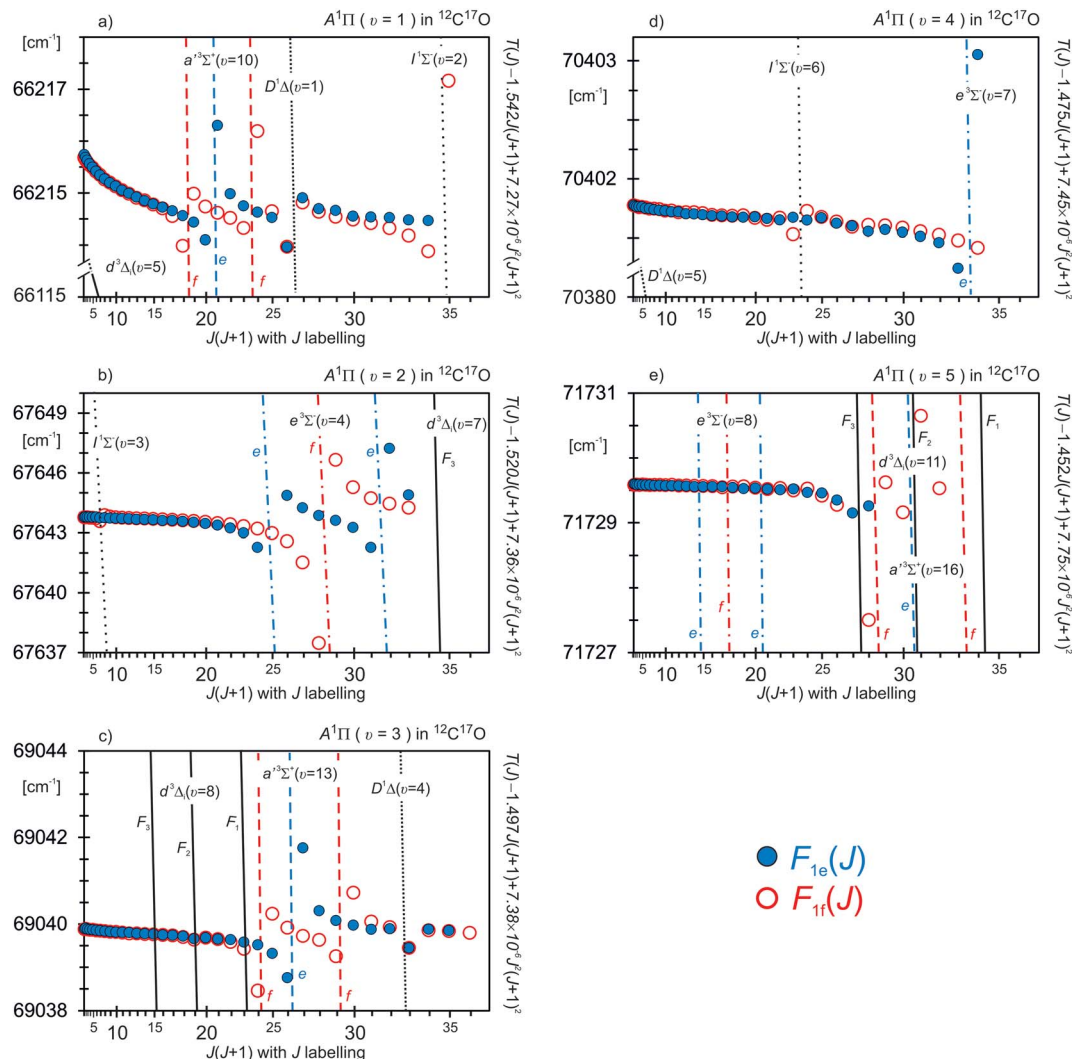 a) A¹Π ( υ = 1 ) in ¹²C¹⁷O
[cm⁻¹]
66217
66215
66115
a'³Σ⁺(υ=10)
D¹Δ(υ=1)
I¹Σ⁻(υ=2)
d³Δᵢ(υ=5)
f
e
f
5 10 15 20 25 30 35
J(J+1) with J labelling
T(J)−1.542J(J+1)+7.27×10⁻⁶J²(J+1)²
d) A¹Π ( υ = 4 ) in ¹²C¹⁷O
70403
[cm⁻¹]
70402
70380
I¹Σ⁻(υ=6)
e³Σ⁻(υ=7)
D¹Δ(υ=5)
e
5 10 15 20 25 30 35
J(J+1) with J labelling
T(J)−1.475J(J+1)+7.45×10⁻⁶J²(J+1)²
b) A¹Π ( υ = 2 ) in ¹²C¹⁷O
67649
[cm⁻¹]
67645
67643
67640
67637
I¹Σ⁻(υ=3)
e³Σ⁻(υ=4)
d³Δᵢ(υ=7)
e
f
e
F₃
5 10 15 20 25 30 35
J(J+1) with J labelling
T(J)−1.520J(J+1)+7.36×10⁻⁶J²(J+1)²
e) A¹Π ( υ = 5 ) in ¹²C¹⁷O
71731
[cm⁻¹]
71729
71727
e³Σ⁻(υ=8)
F₃
F₂
F₁
d³Δᵢ(υ=11)
a'³Σ⁺(υ=16)
e
f
e
f
e
f
5 10 15 20 25 30 35
J(J+1) with J labelling
T(J)−1.452J(J+1)+7.75×10⁻⁶J²(J+1)²
c) A¹Π ( υ = 3 ) in ¹²C¹⁷O
69044
[cm⁻¹]
69042
69040
69038
d³Δᵢ(υ=8)
a'³Σ⁺(υ=13)
D¹Δ(υ=4)
F₃
F₂
F₁
f
e
f
5 10 15 20 25 30 35
J(J+1) with J labelling
T(J)−1.497J(J+1)+7.38×10⁻⁶J²(J+1)²
F₁ₑ(J)
F₁f(J)